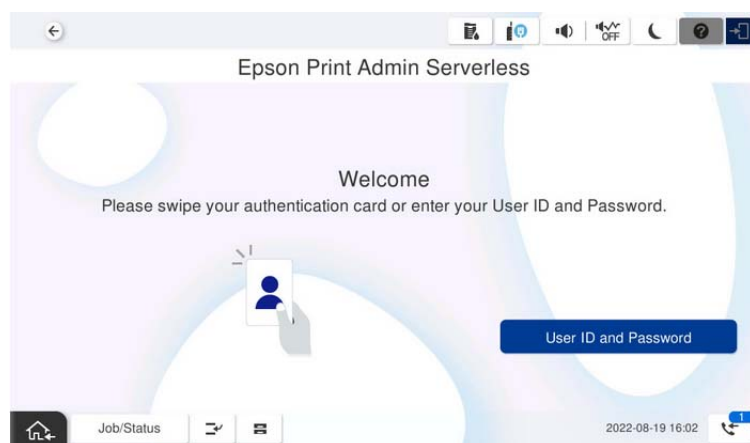 OFF
Epson Print Admin Serverless
Welcome
Please swipe your authentication card or enter your User ID and Password.
User ID and Password
Job/Status
2022-08-19 16:02
1